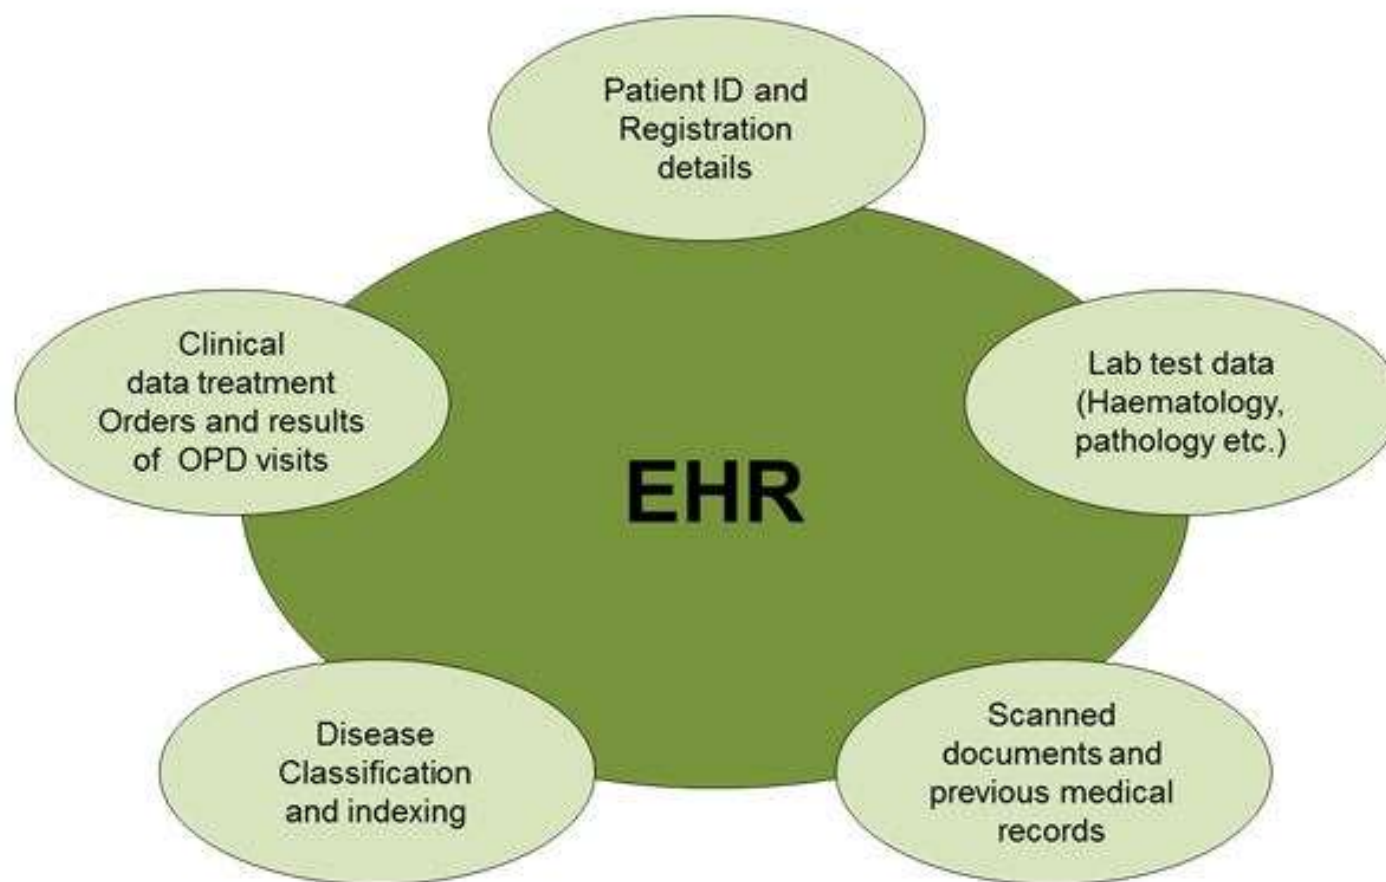 Patient ID and
Registration
details
Clinical
data treatment
Orders and results
of OPD visits
Lab test data
(Haematology,
pathology etc.)
EHR
Disease
Classification
and indexing
Scanned
documents and
previous medical
records